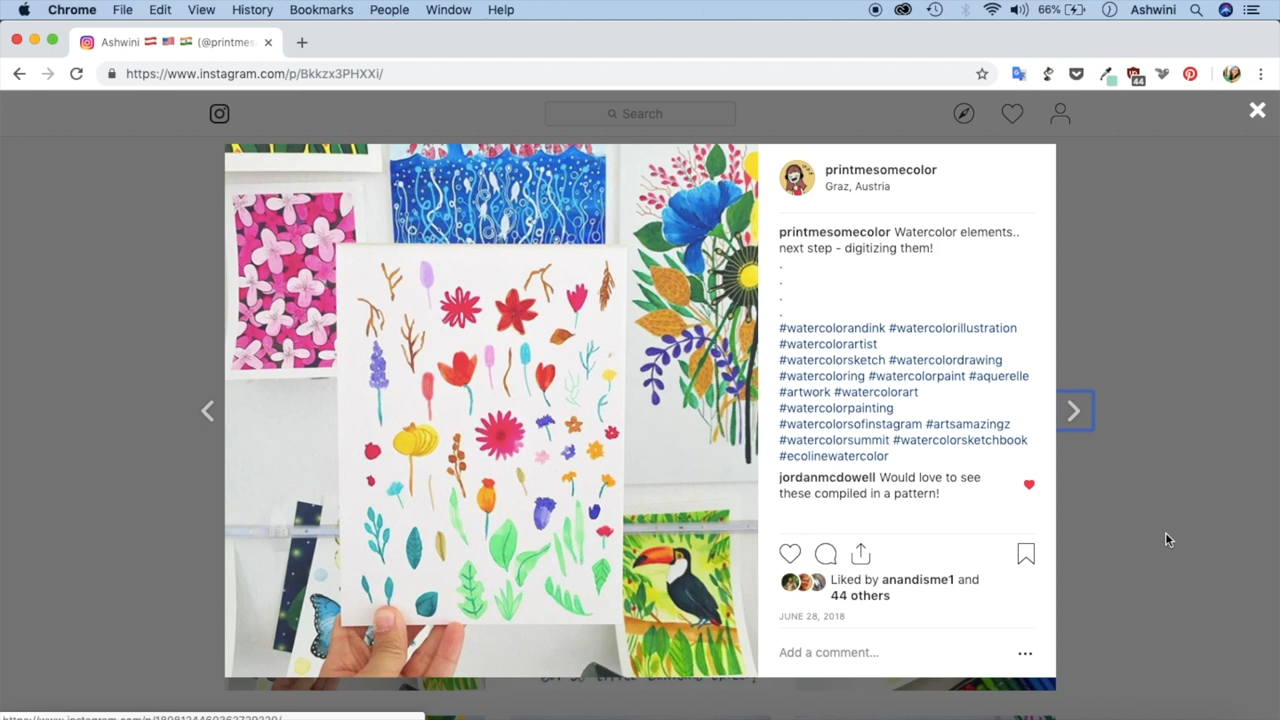 Chrome File Edit View History Bookmarks People Window Help 66% Ashwini
Ashwini (@printmes
https://www.instagram.com/p/Bkkzx3PHXXi/
44
Search
printmesomecolor
Graz, Austria
printmesomecolor Watercolor elements..
next step - digitizing them!
.
.
.
.
#watercolorandink #watercolorillustration
#watercolorartist
#watercolorsketch #watercolordrawing
#watercoloring #watercolorpaint #aquerelle
#artwork #watercolorart
#watercolorpainting
#watercolorsofinstagram #artsamazingz
#watercolorsummit #watercolorsketchbook
#ecolinewatercolor
jordanmcdowell Would love to see
these compiled in a pattern!
Liked by anandisme1 and
44 others
JUNE 28, 2018
Add a comment...